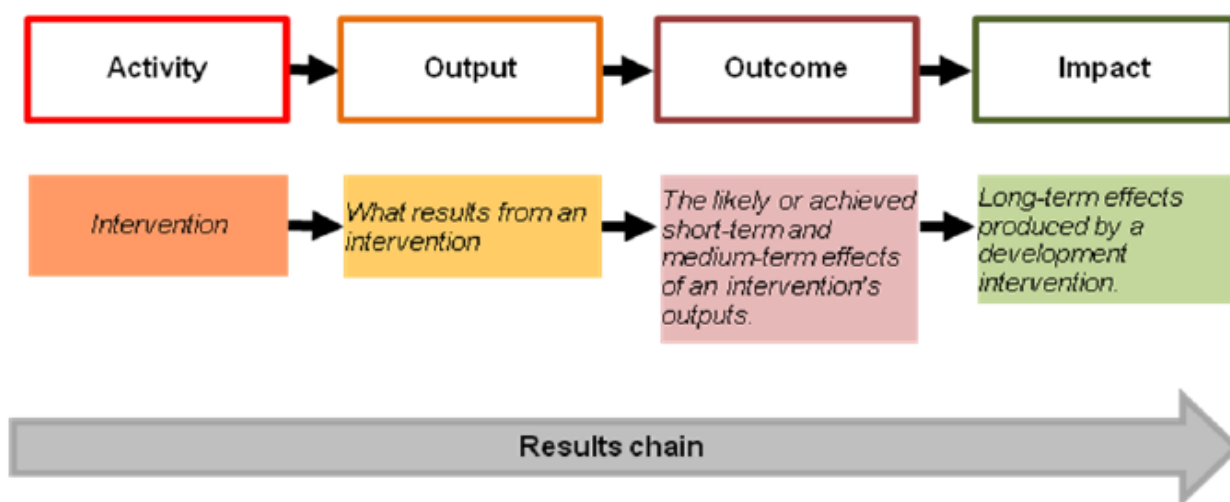 Activity
Output
Outcome
Impact
Intervention
What results from an
intervention
The likely or achieved
short-term and
medium-term effects
of an intervention's
outputs.
Long-term effects
produced by a
development
intervention.
Results chain